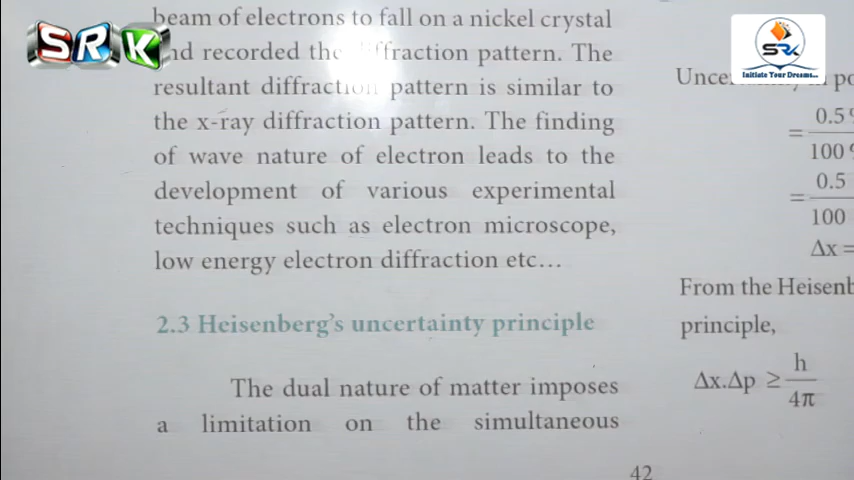 SRK
beam of electrons to fall on a nickel crystal
and recorded the diffraction pattern. The
resultant diffraction pattern is similar to
the x-ray diffraction pattern. The finding
of wave nature of electron leads to the
development of various experimental
techniques such as electron microscope,
low energy electron diffraction etc...
2.3 Heisenberg's uncertainty principle
The dual nature of matter imposes
a limitation on the simultaneous
42
SRK
Initiate Your Dreams...
= 0.5
100
= 0.5
100
Δx =
From the Heisenb
principle,
Δx.Δp ≥ h
4π